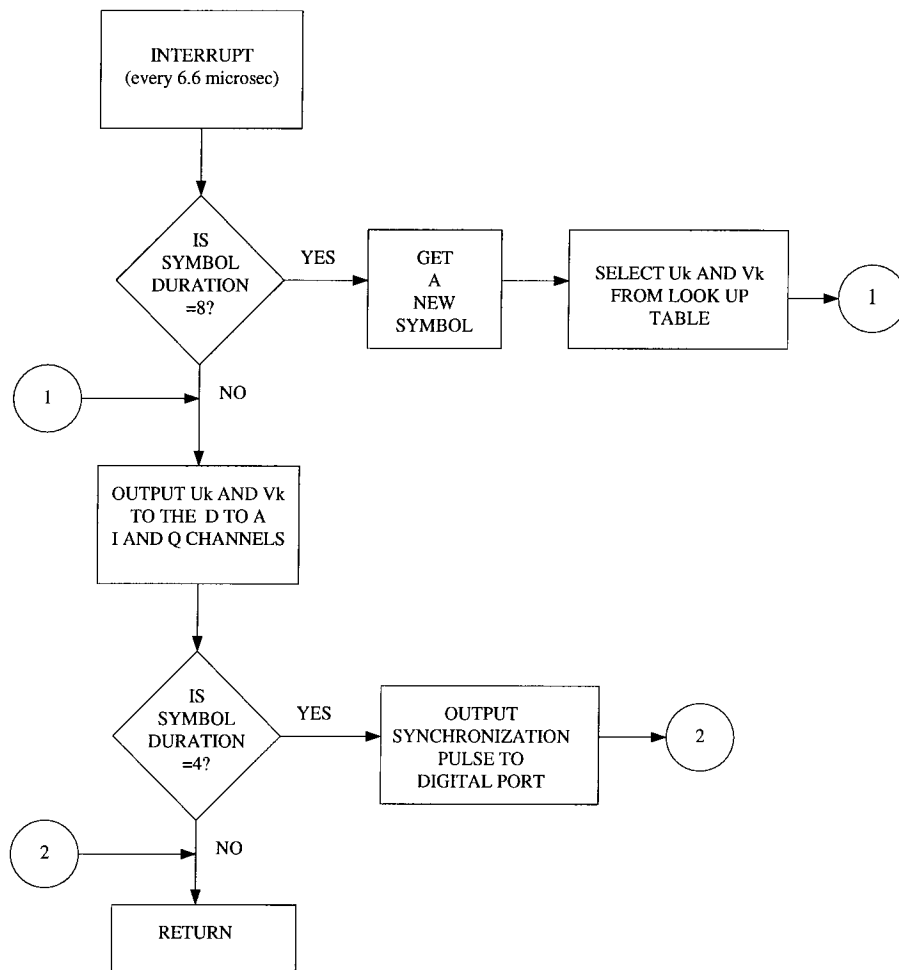 INTERRUPT
(every 6.6 microsec)
IS
SYMBOL
DURATION
=8?
YES
GET
A
NEW
SYMBOL
SELECT Uk AND Vk
FROM LOOK UP
TABLE
1
NO
1
OUTPUT Uk AND Vk
TO THE D TO A
I AND Q CHANNELS
IS
SYMBOL
DURATION
=4?
YES
OUTPUT
SYNCHRONIZATION
PULSE TO
DIGITAL PORT
2
NO
2
RETURN